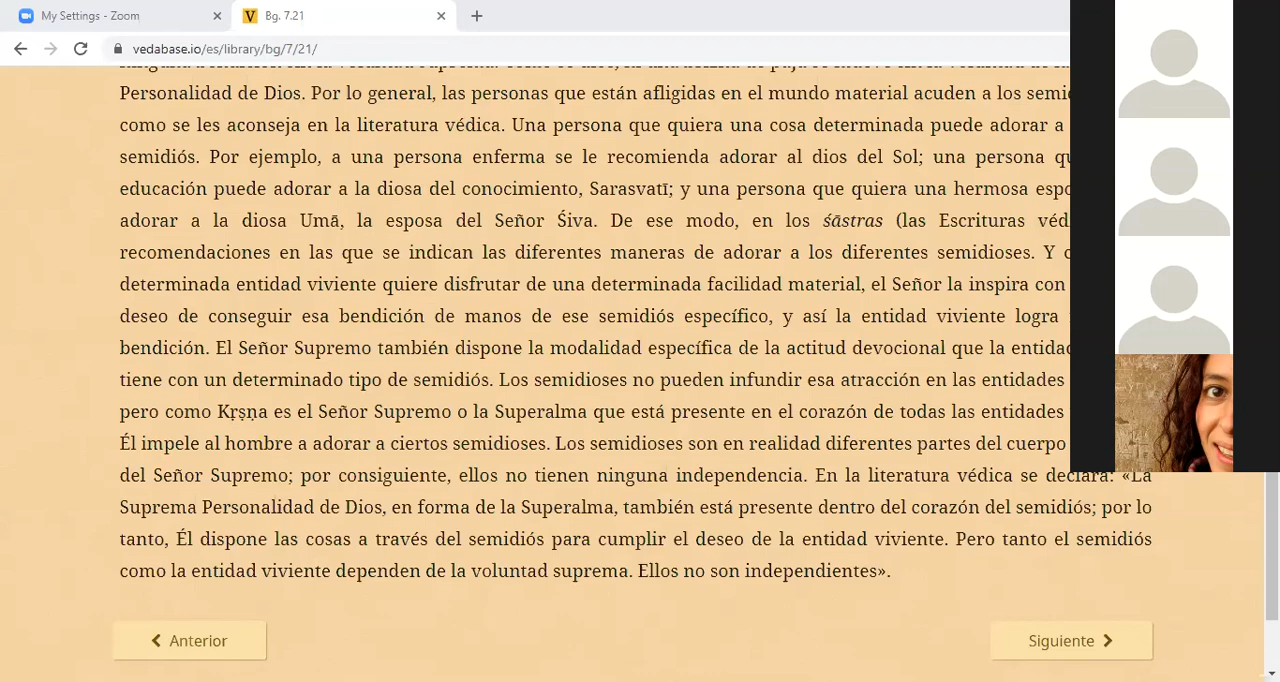 My Settings - Zoom
Bg. 7.21
vedabase.io/es/library/bg/7/21/
Personalidad de Dios. Por lo general, las personas que están afligidas en el mundo material acuden a los
como se les aconseja en la literatura védica. Una persona que quiera una cosa determinada puede adorar a
semidiós. Por ejemplo, a una persona enferma se le recomienda adorar al dios del Sol; una persona
educación puede adorar a la diosa del conocimiento, Sarasvatī; y una persona que quiera una hermosa
adorar a la diosa Umā, la esposa del Señor Śiva. De ese modo, en los śāstras (las Escrituras
recomendaciones en las que se indican las diferentes maneras de adorar a los diferentes semidioses. Y
determinada entidad viviente quiere disfrutar de una determinada facilidad material, el Señor la inspira con
deseo de conseguir esa bendición de manos de ese semidiós específico, y así la entidad viviente logra
bendición. El Señor Supremo también dispone la modalidad específica de la actitud devocional que la
tiene con un determinado tipo de semidiós. Los semidioses no pueden infundir esa atracción en las entidades
pero como Kṛṣṇa es el Señor Supremo o la Superalma que está presente en el corazón de todas las entidades
Él impele al hombre a adorar a ciertos semidioses. Los semidioses son en realidad diferentes partes del cuerpo
del Señor Supremo; por consiguiente, ellos no tienen ninguna independencia. En la literatura védica se declara: «La
Suprema Personalidad de Dios, en forma de la Superalma, también está presente dentro del corazón del semidiós; por lo
tanto, Él dispone las cosas a través del semidiós para cumplir el deseo de la entidad viviente. Pero tanto el semidiós
como la entidad viviente dependen de la voluntad suprema. Ellos no son independientes».
Anterior
Siguiente